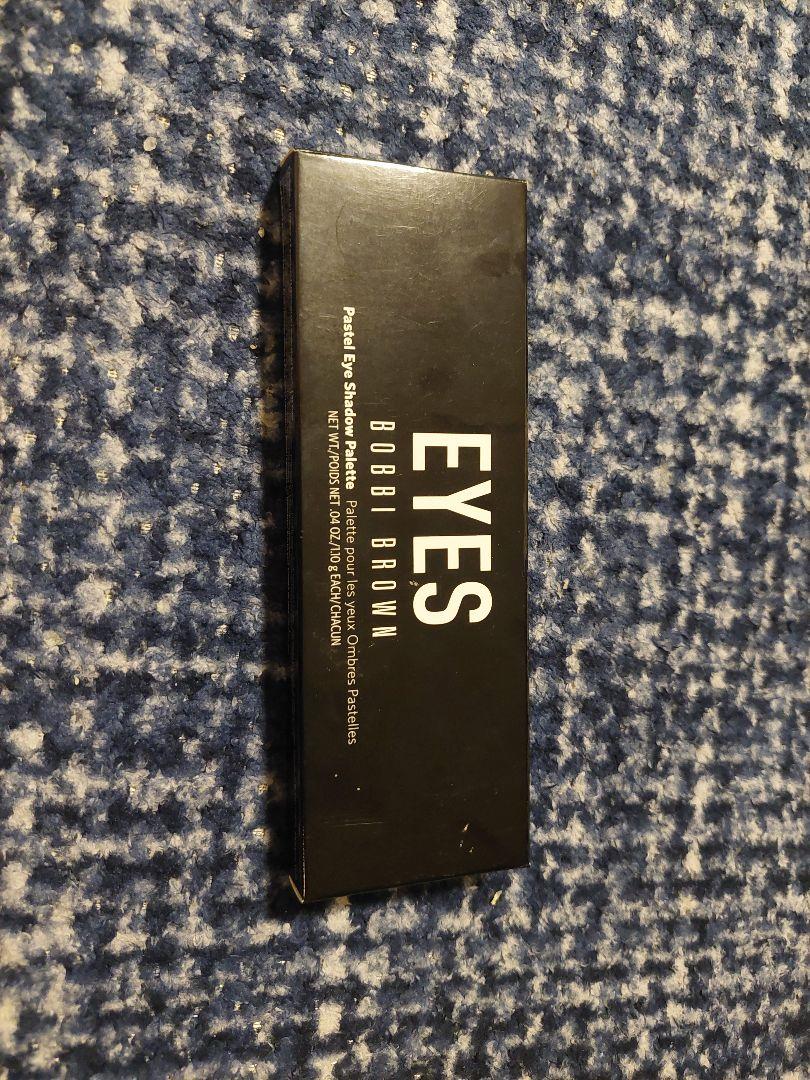 EYES
BOBBI BROWN
Pastel Eye Shadow Palette Palette pour les yeux Ombres Pastelles
NET WT./POIDS NET .04 OZ./1.10 g EACH/CHACUN